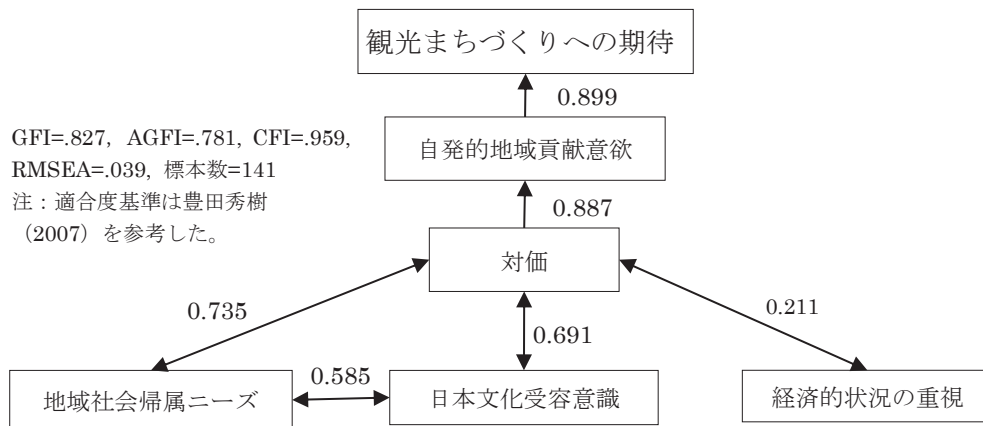 観光まちづくりへの期待
0.899
GFI=.827, AGFI=.781, CFI=.959,
RMSEA=.039, 標本数=141
注：適合度基準は豊田秀樹
（2007）を参考した。
自発的地域貢献意欲
0.887
対価
0.735
0.691
0.211
0.585
地域社会帰属ニーズ
日本文化受容意識
経済的状況の重視